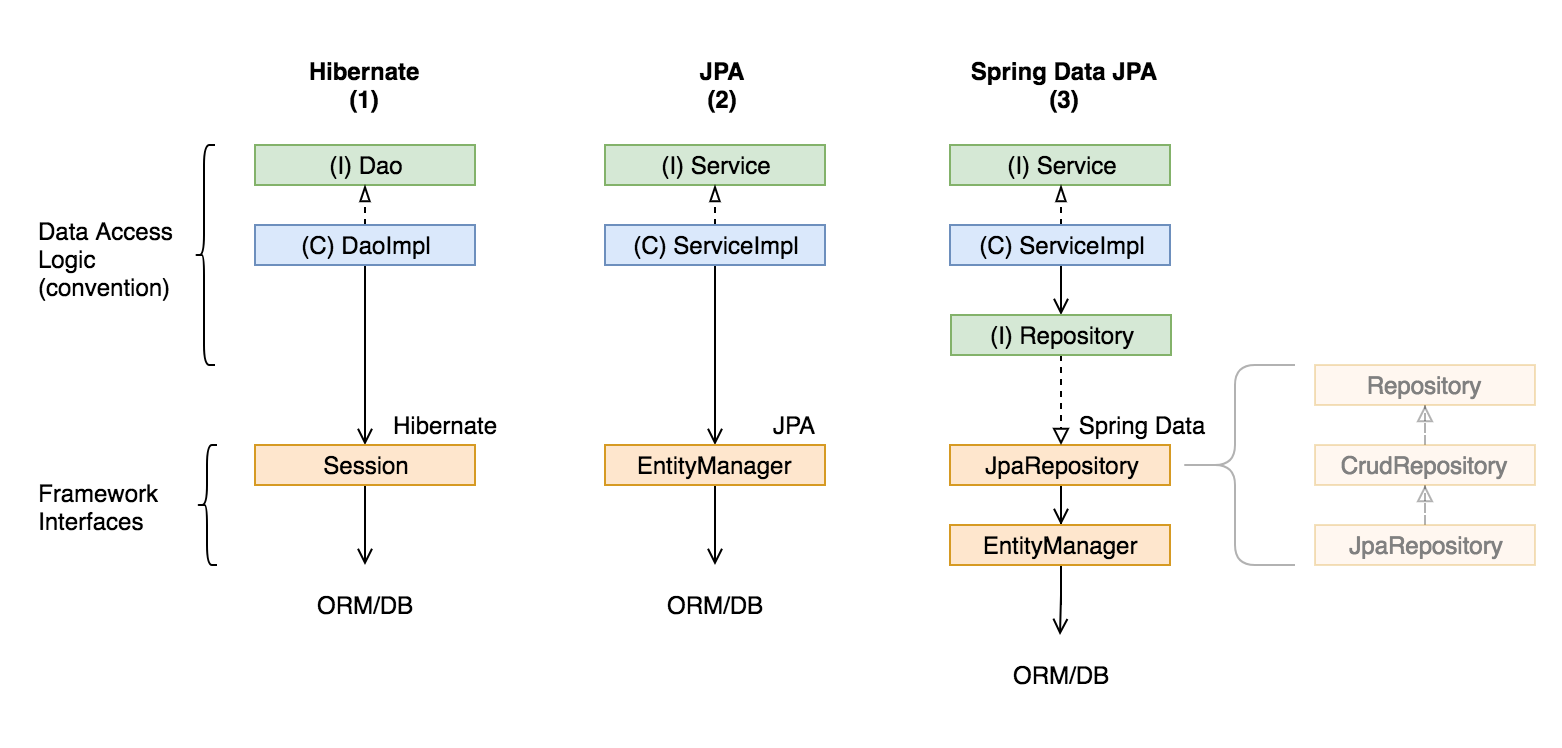 Hibernate
(1)
JPA
(2)
Spring Data JPA
(3)
Data Access
Logic
(convention)
(I) Dao
(C) DaoImpl
(I) Service
(C) ServiceImpl
(I) Service
(C) ServiceImpl
(I) Repository
Framework
Interfaces
Hibernate
Session
ORM/DB
JPA
EntityManager
ORM/DB
Spring Data
JpaRepository
EntityManager
ORM/DB
Repository
CrudRepository
JpaRepository